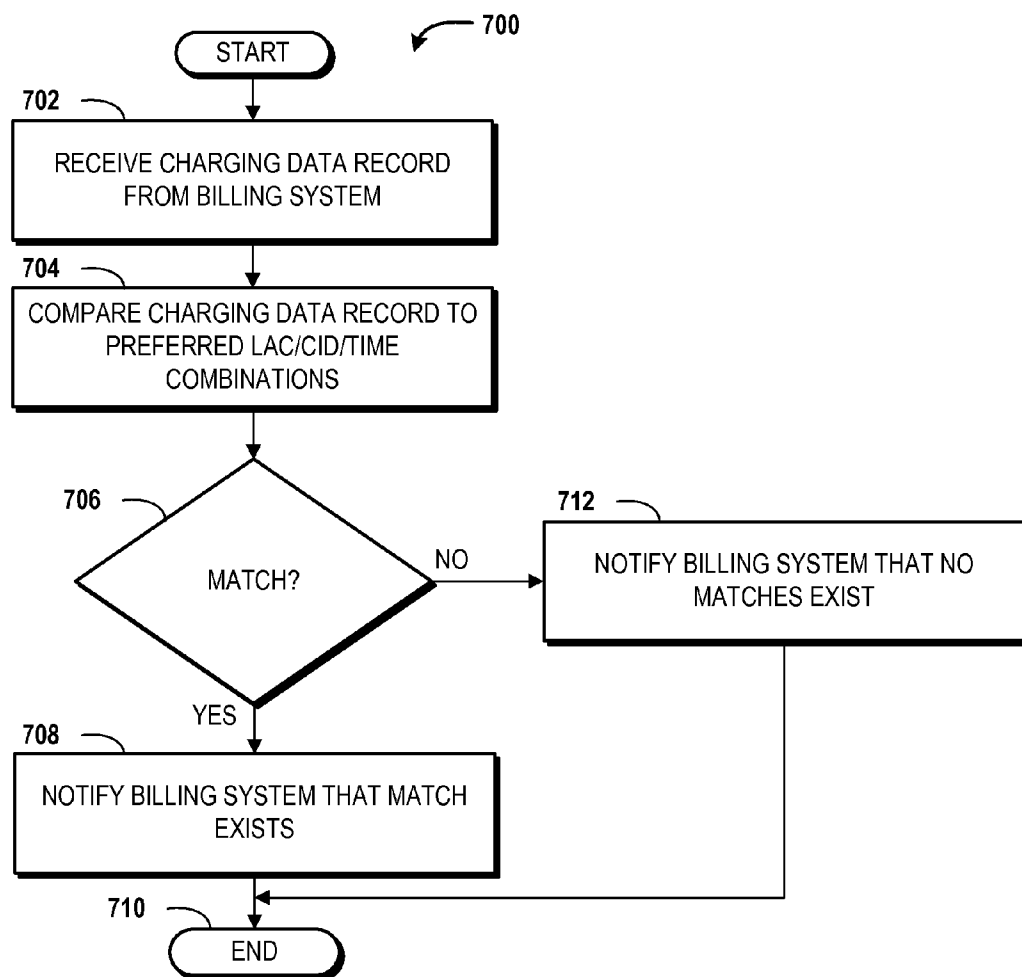 700
START
702
RECEIVE CHARGING DATA RECORD
FROM BILLING SYSTEM
704
COMPARE CHARGING DATA RECORD TO
PREFERRED LAC/CID/TIME
COMBINATIONS
706
MATCH?
NO
712
NOTIFY BILLING SYSTEM THAT NO
MATCHES EXIST
YES
708
NOTIFY BILLING SYSTEM THAT MATCH
EXISTS
710
END